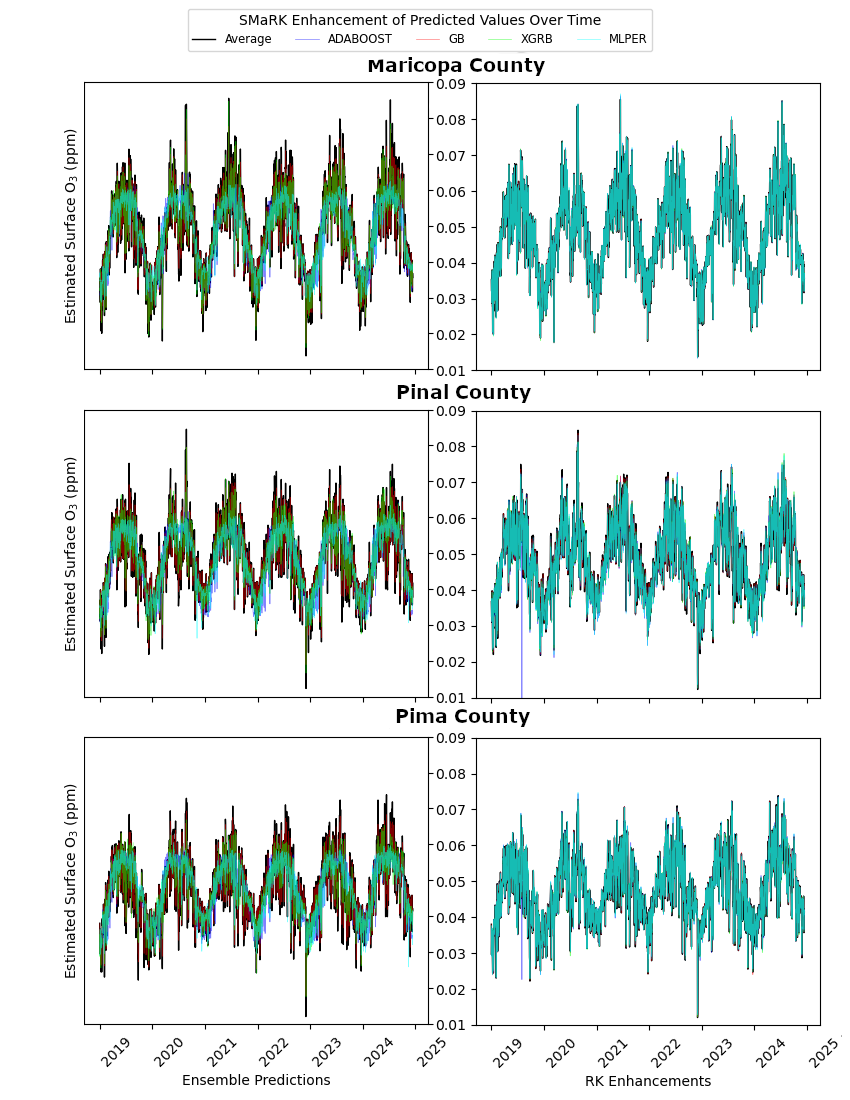 SMaRK Enhancement of Predicted Values Over Time
Average ADABOOST GB XGRB MLPER
Maricopa County
Estimated Surface O3 (ppm)
0.09
0.08
0.07
0.06
0.05
0.04
0.03
0.02
0.01
Pinal County
Estimated Surface O3 (ppm)
0.09
0.08
0.07
0.06
0.05
0.04
0.03
0.02
0.01
Pima County
Estimated Surface O3 (ppm)
0.09
0.08
0.07
0.06
0.05
0.04
0.03
0.02
0.01
2019 2020 2021 2022 2023 2024 2025
2019 2020 2021 2022 2023 2024 2025
Ensemble Predictions
RK Enhancements